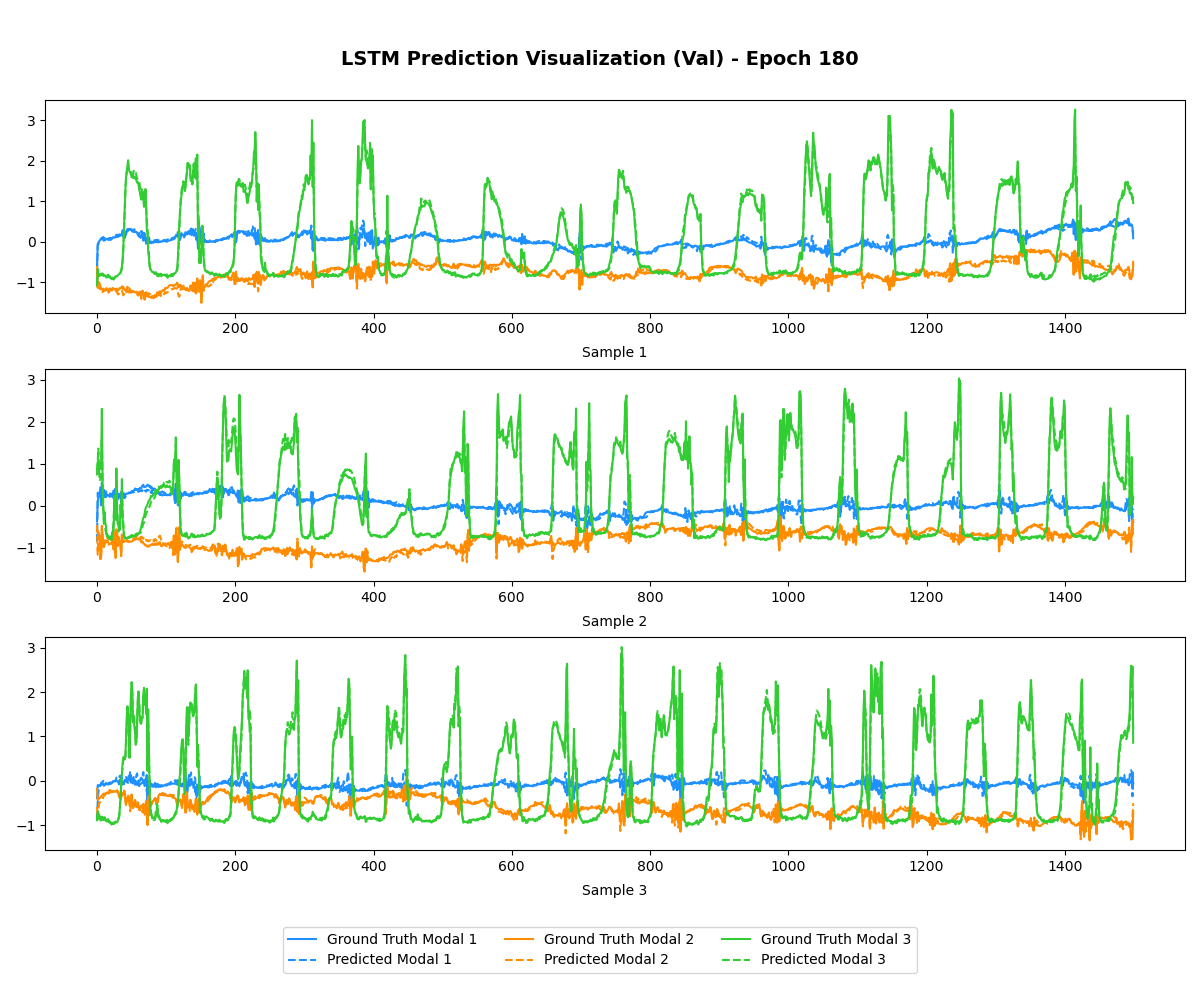 LSTM Prediction Visualization (Val) - Epoch 180
3
2
1
0
−1
0 200 400 600 800 1000 1200 1400
Sample 1
3
2
1
0
−1
0 200 400 600 800 1000 1200 1400
Sample 2
3
2
1
0
−1
0 200 400 600 800 1000 1200 1400
Sample 3
Ground Truth Modal 1 Ground Truth Modal 2 Ground Truth Modal 3
Predicted Modal 1 Predicted Modal 2 Predicted Modal 3